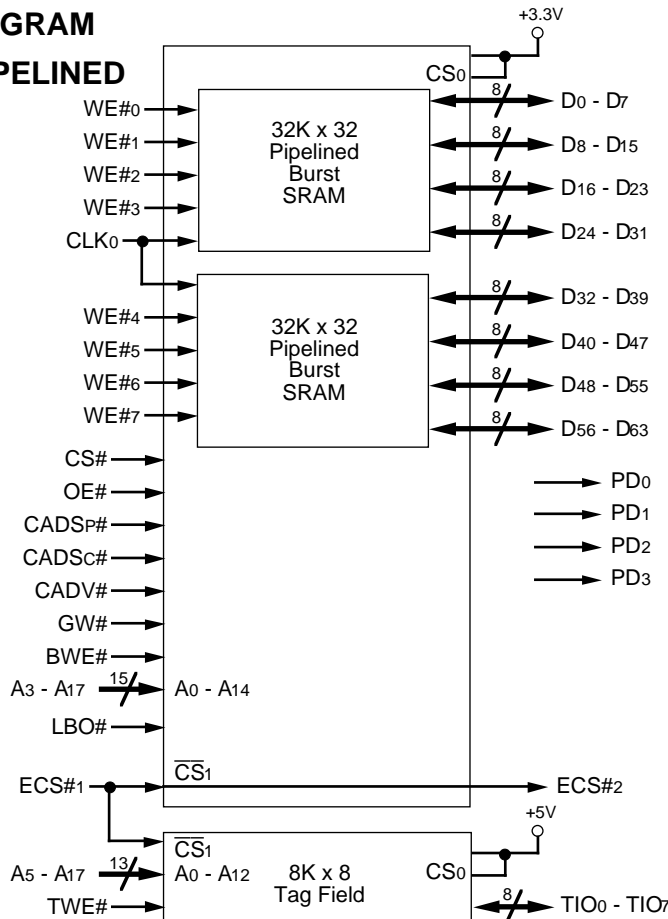 GRAM
PELINED
+3.3V
CS0
WE#0
WE#1
WE#2
WE#3
CLK0
32K x 32
Pipelined
Burst
SRAM
8
D0 - D7
8
D8 - D15
8
D16 - D23
8
D24 - D31
WE#4
WE#5
WE#6
WE#7
32K x 32
Pipelined
Burst
SRAM
8
D32 - D39
8
D40 - D47
8
D48 - D55
8
D56 - D63
CS#
OE#
CADSP#
CADSC#
CADV#
GW#
BWE#
A3 - A17
15
A0 - A14
LBO#
PD0
PD1
PD2
PD3
ECS#1
CS1
ECS#2
+5V
CS1
CS0
A5 - A17
13
A0 - A12
8K x 8
Tag Field
TWE#
8
TIO0 - TIO7